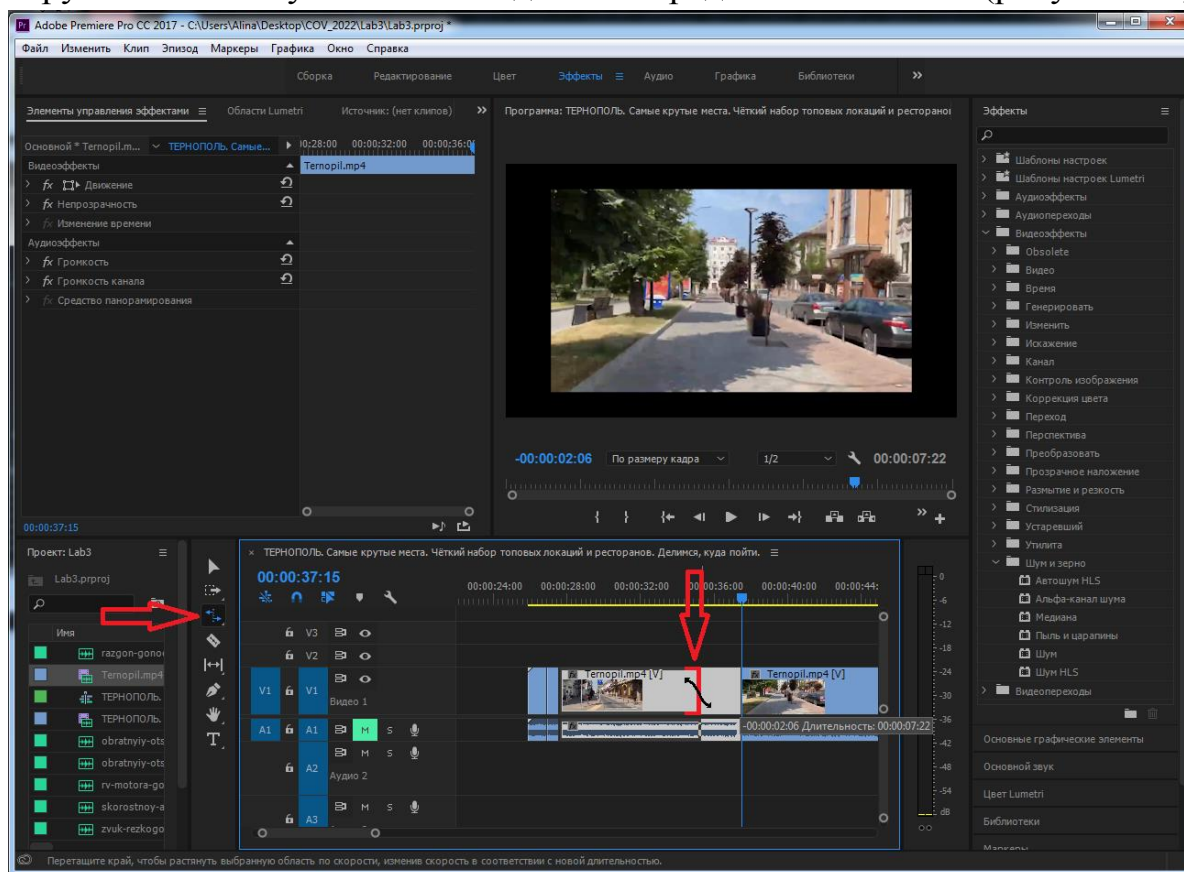 Adobe Premiere Pro CC 2017 - C:\Users\Alina\Desktop\COV_2022\Lab3\Lab3.prproj *
Файл Изменить Клип Эпизод Маркеры Графика Окно Справка
Сборка Редактирование Цвет Эффекты Аудио Графика Библиотеки
Элементы управления эффектами Области Lumetri Источник: (нет клипов)
Основной * Ternopil.m... ТЕРНОПОЛЬ. Самые...
00:00:32:00
Ternopil.mp4
Видеоэффекты
fx Движение
fx Непрозрачность
fx Изменение времени
Аудиоэффекты
fx Громкость
fx Громкость канала
fx Средство панорамирования
00:00:37:15
Программа: ТЕРНОПОЛЬ. Самые крутые места. Чёткий набор топовых локаций и
-00:00:02:06 По размеру кадра 1/2 00:00:07:22
Эффекты
Шаблоны настроек
Шаблоны настроек Lumetri
Аудиоэффекты
Аудиопереходы
Видеоэффекты
Obsolete
Видео
Время
Генерировать
Изменить
Искажение
Канал
Контроль изображения
Коррекция цвета
Переход
Перспектива
Преобразовать
Прозрачное наложение
Размытие и резкость
Стилизация
Устаревший
Утилита
Шум и зерно
Автошум HLS
Альфа-канал шума
Медиана
Пыль и царапины
Шум
Шум HLS
Видеопереходы
Основные графические элементы
Основной звук
Цвет Lumetri
Библиотеки
Маркеры
Проект: Lab3
Lab3.prproj
Имя
razgon-gono
Ternopil.mp4
ТЕРНОПОЛЬ.
ТЕРНОПОЛЬ.
obratnyiy-ots
obratnyiy-ots
rv-motora-go
skorostnoy-a
zvuk-rezkogo
T
× ТЕРНОПОЛЬ. Самые крутые места. Чёткий набор топовых локаций и ресторанов. Делимся, куда пойти.
00:00:37:15
00:00:24:00 00:00:28:00 00:00:32:00 00:00:36:00 00:00:40:00 00:00:44:
V3
V2
V1 V1
Видео 1
Ternopil.mp4 [V] Ternopil.mp4 [V]
A1 A1 M S
-00:00:02:06 Длительность: 00:00:07:22
A2 M S
Аудио 2
A3 M S
0
-6
-12
-18
-24
-30
-36
-42
-48
-54
dB
Перетащите край, чтобы растянуть выбранную область по скорости, изменив скорость в соответствии с новой длительностью.